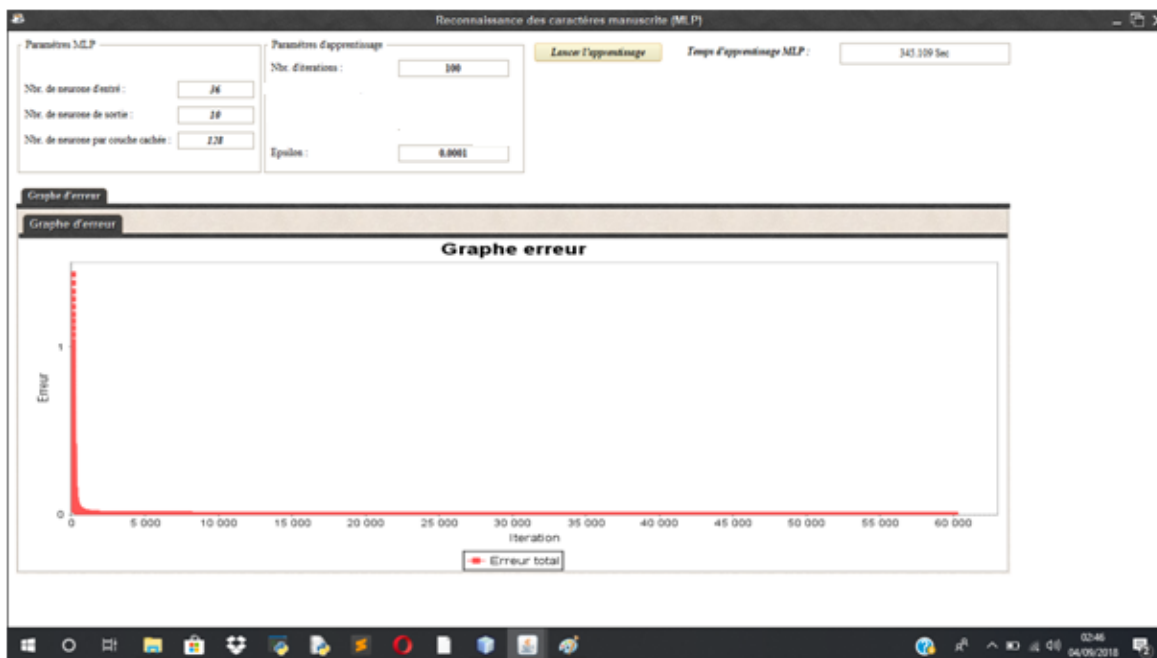 Reconnaissance des caractéres manuscrite (MLP)
Paramètres MLP
Nbr. de neurone d'entré : 36
Nbr. de neurone de sortie : 10
Nbr. de neurone par couche cachée : 128
Paramètres d'apprentissage
Nbr. d'iterations : 100
Epsilon : 0.0001
Lancer l'apprentissage
Temps d'apprentissage MLP : 345.109 Sec
Graphe d'erreur
Graphe d'erreur
Graphe erreur
Erreur
1
0
0 5 000 10 000 15 000 20 000 25 000 30 000 35 000 40 000 45 000 50 000 55 000 60 000
Iteration
Erreur total
02:46
04/09/2018